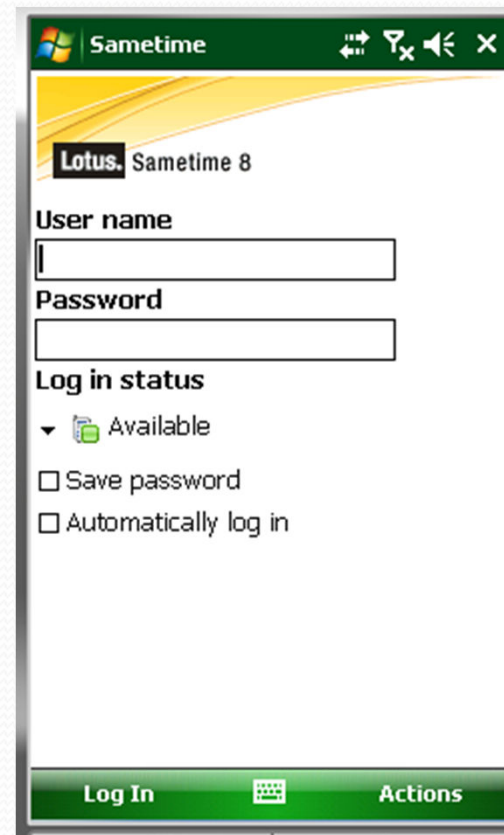 Sametime
Lotus. Sametime 8
User name
Password
Log in status
Available
Save password
Automatically log in
Log In Actions